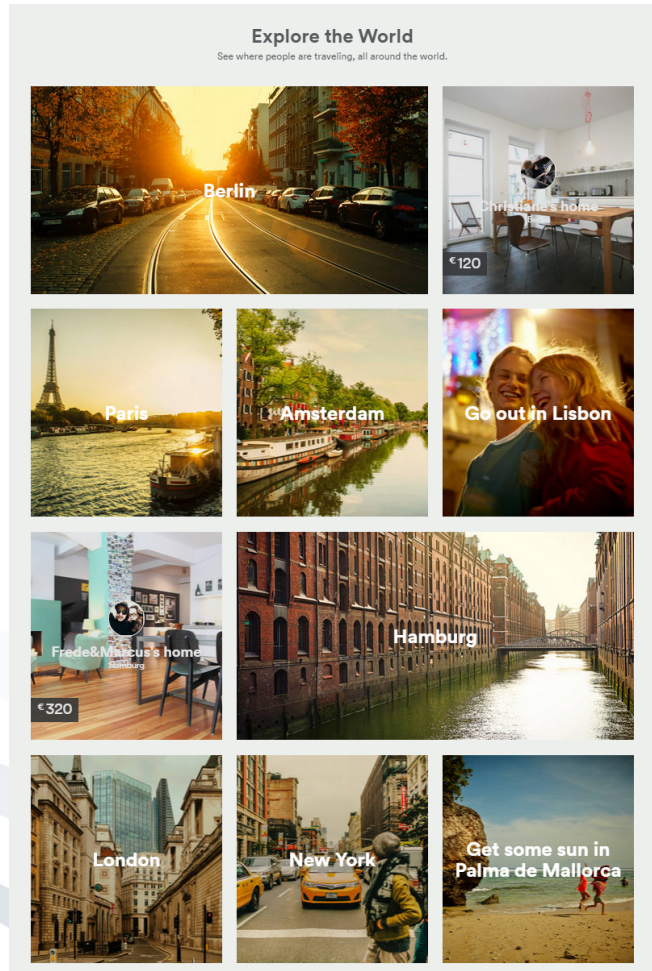 Explore the World
See where people are traveling, all around the world.
Berlin
Christiane's home
€120
Paris
Amsterdam
Go out in Lisbon
Frede&Marcus's home
Hamburg
€320
Hamburg
London
New York
Get some sun in
Palma de Mallorca